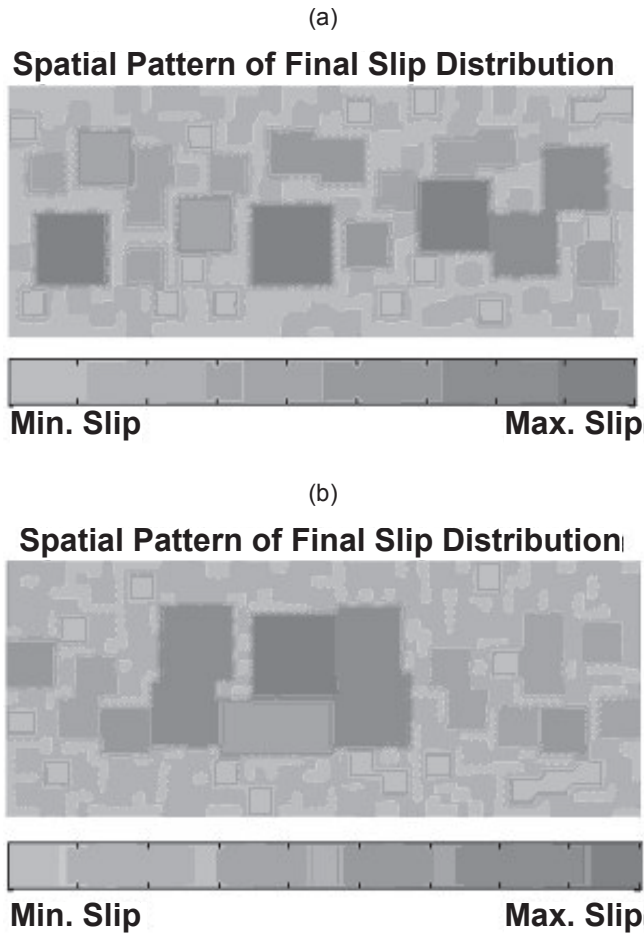 (a)
Spatial Pattern of Final Slip Distribution
Min. Slip Max. Slip
(b)
Spatial Pattern of Final Slip Distribution
Min. Slip Max. Slip